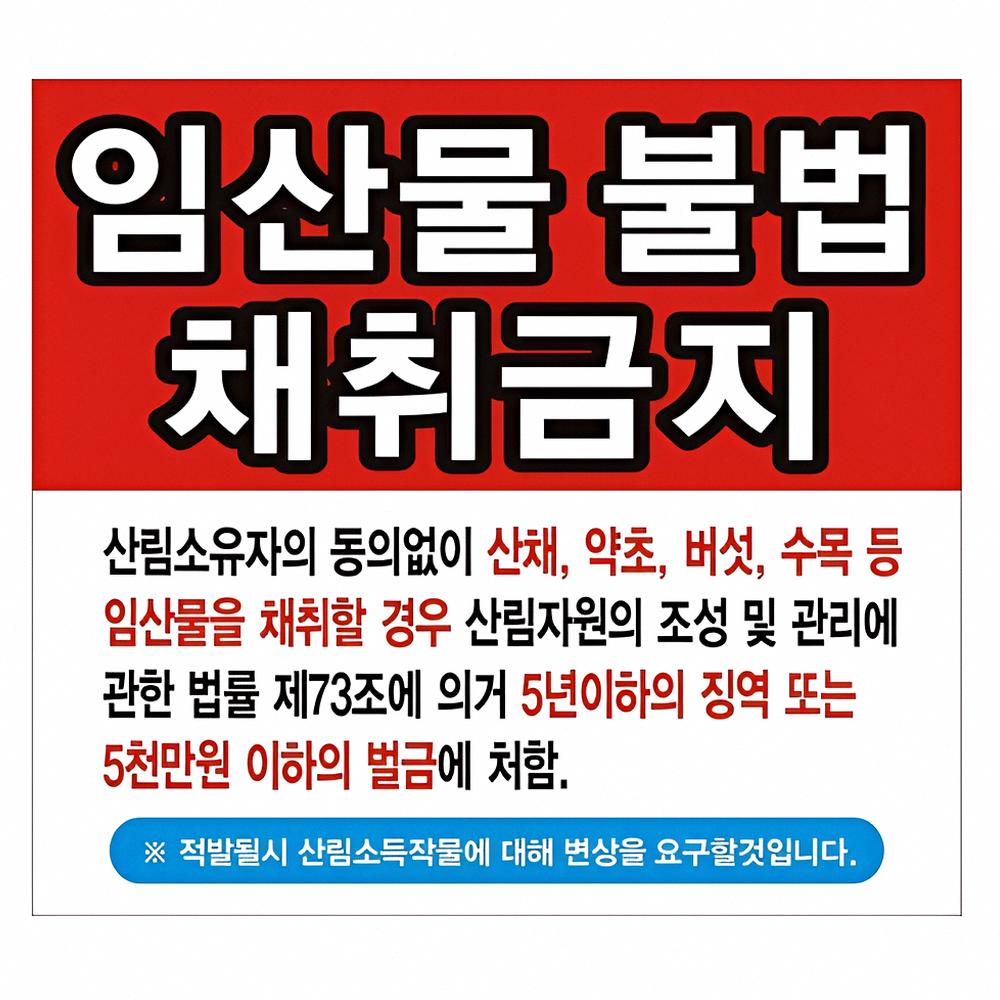 임산물 불법
채취금지
산림소유자의 동의없이 산채, 약초, 버섯, 수목 등
임산물을 채취할 경우 산림자원의 조성 및 관리에
관한 법률 제73조에 의거 5년이하의 징역 또는
5천만원 이하의 벌금에 처함.
※ 적발될시 산림소득작물에 대해 변상을 요구할것입니다.